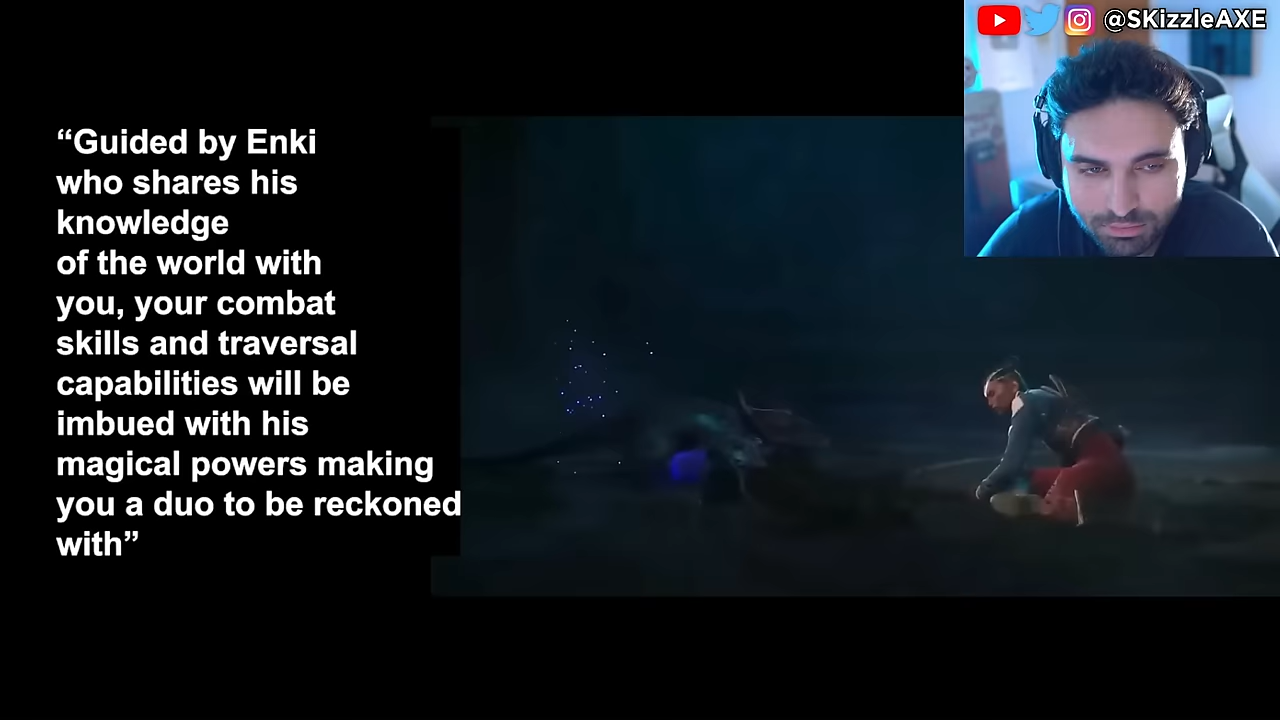 @SKizzleAXE
“Guided by Enki
who shares his
knowledge
of the world with
you, your combat
skills and traversal
capabilities will be
imbued with his
magical powers making
you a duo to be reckoned
with”